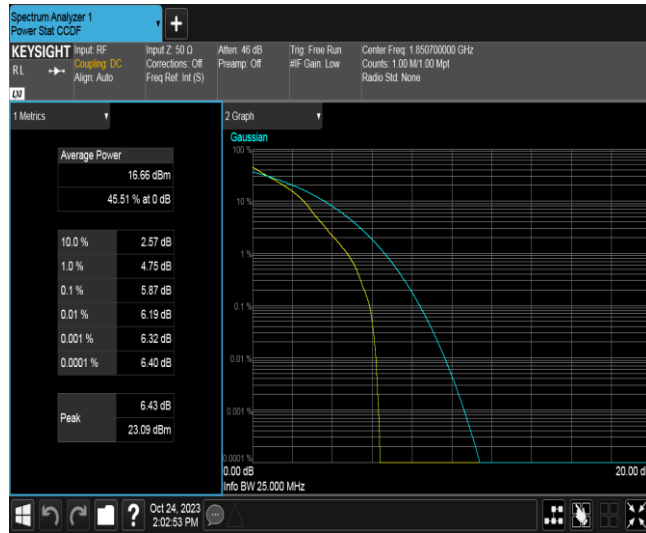 Spectrum Analyzer 1
Power Stat CCDF
+
KEYSIGHT
R L
LXI
Input: RF
Coupling: DC
Align: Auto
Input Z: 50 Ω
Corrections: Off
Freq Ref: Int (S)
Atten: 46 dB
Preamp: Off
Trig: Free Run
#IF Gain: Low
Center Freq: 1.850700000 GHz
Counts: 1.00 M/1.00 Mpt
Radio Std: None
1 Metrics
Average Power
16.66 dBm
45.51 % at 0 dB
10.0 % 2.57 dB
1.0 % 4.75 dB
0.1 % 5.87 dB
0.01 % 6.19 dB
0.001 % 6.32 dB
0.0001 % 6.40 dB
Peak
6.43 dB
23.09 dBm
2 Graph
Gaussian
100 %
10 %
1 %
0.1 %
0.01 %
0.001 %
0.0001 %
0.00 dB
20.00 d
Info BW 25.000 MHz
?
Oct 24, 2023
2:02:53 PM